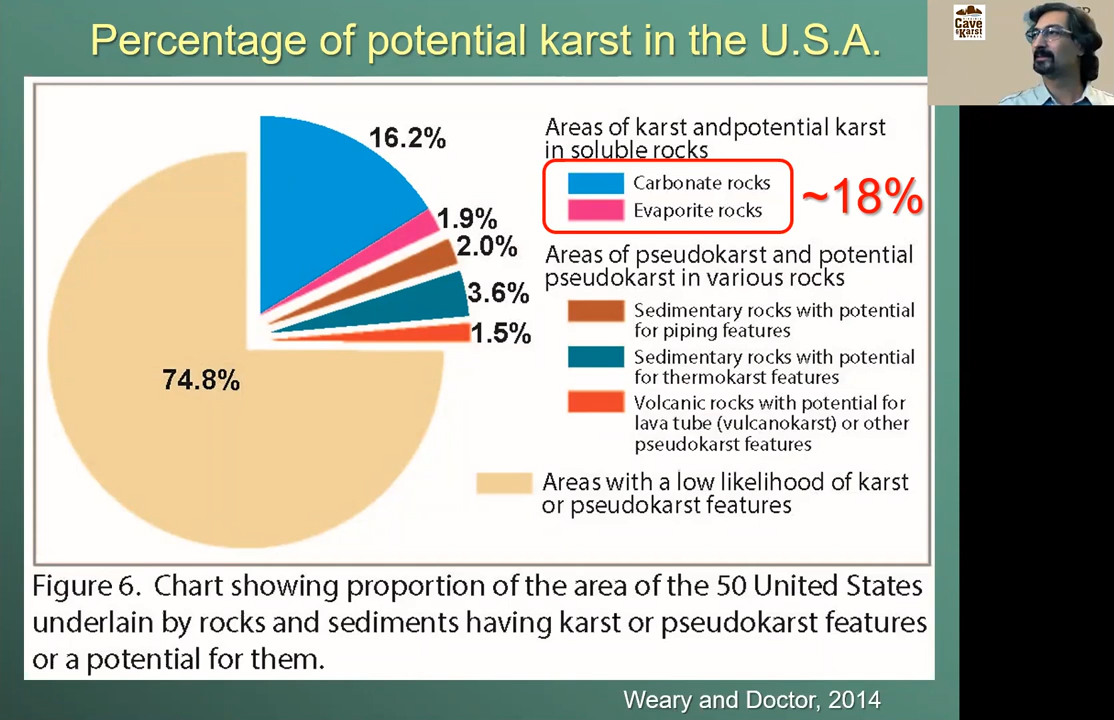 Percentage of potential karst in the U.S.A.
Cave
& Karst
16.2%
1.9%
2.0%
3.6%
1.5%
74.8%
Areas of karst andpotential karst
in soluble rocks
Carbonate rocks
Evaporite rocks
~18%
Areas of pseudokarst and potential
pseudokarst in various rocks
Sedimentary rocks with potential
for piping features
Sedimentary rocks with potential
for thermokarst features
Volcanic rocks with potential for
lava tube (vulcanokarst) or other
pseudokarst features
Areas with a low likelihood of karst
or pseudokarst features
Figure 6. Chart showing proportion of the area of the 50 United States
underlain by rocks and sediments having karst or pseudokarst features
or a potential for them.
Weary and Doctor, 2014